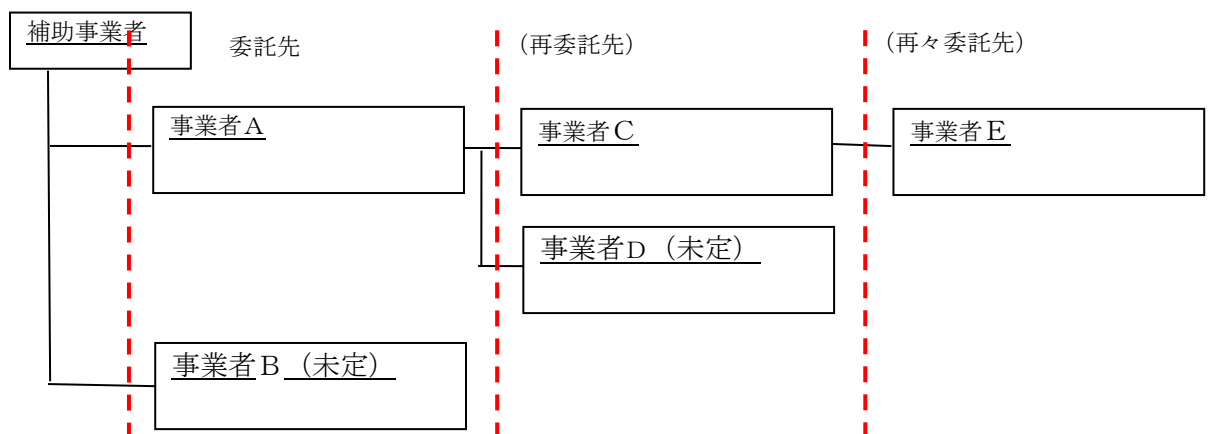 補助事業者
委託先
（再委託先）
（再々委託先）
事業者A
事業者C
事業者E
事業者D（未定）
事業者B（未定）